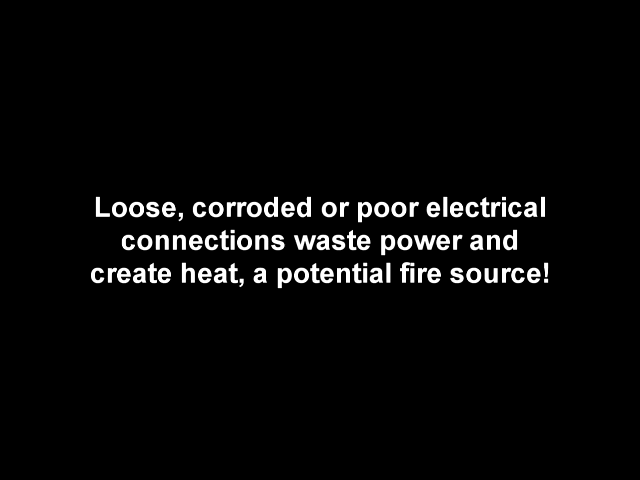 Loose, corroded or poor electrical
connections waste power and
create heat, a potential fire source!